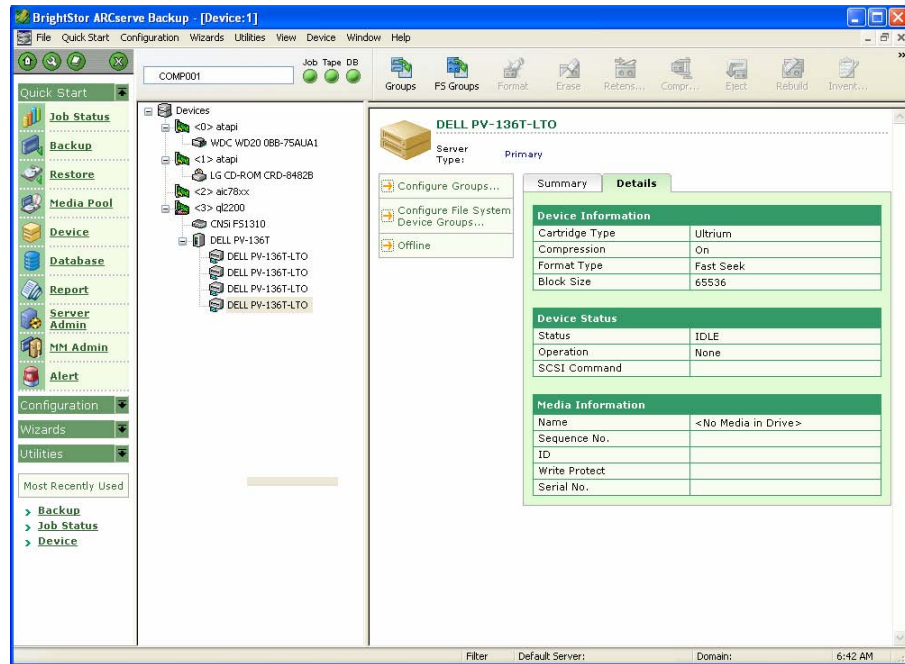 BrightStor ARCserve Backup - [Device:1]
File Quick Start Configuration Wizards Utilities View Device Window Help
COMP001
Job Tape DB
Groups FS Groups Format Erase Retens... Compr... Eject Rebuild Invent...
Quick Start
Job Status
Backup
Restore
Media Pool
Device
Database
Report
Server
Admin
MM Admin
Alert
Configuration
Wizards
Utilities
Most Recently Used
Backup
Job Status
Device
Devices
<0> atapi
WDC WD20 0BB-75AUA1
<1> atapi
LG CD-ROM CRD-8482B
<2> aic78xx
<3> ql2200
CNSi FS1310
DELL PV-136T
DELL PV-136T-LTO
DELL PV-136T-LTO
DELL PV-136T-LTO
DELL PV-136T-LTO
DELL PV-136T-LTO
Server
Type: Primary
Configure Groups...
Configure File System
Device Groups...
Offline
Summary Details
Device Information
Cartridge Type Ultrium
Compression On
Format Type Fast Seek
Block Size 65536
Device Status
Status IDLE
Operation None
SCSI Command
Media Information
Name <No Media in Drive>
Sequence No.
ID
Write Protect
Serial No.
Filter Default Server: Domain: 6:42 AM